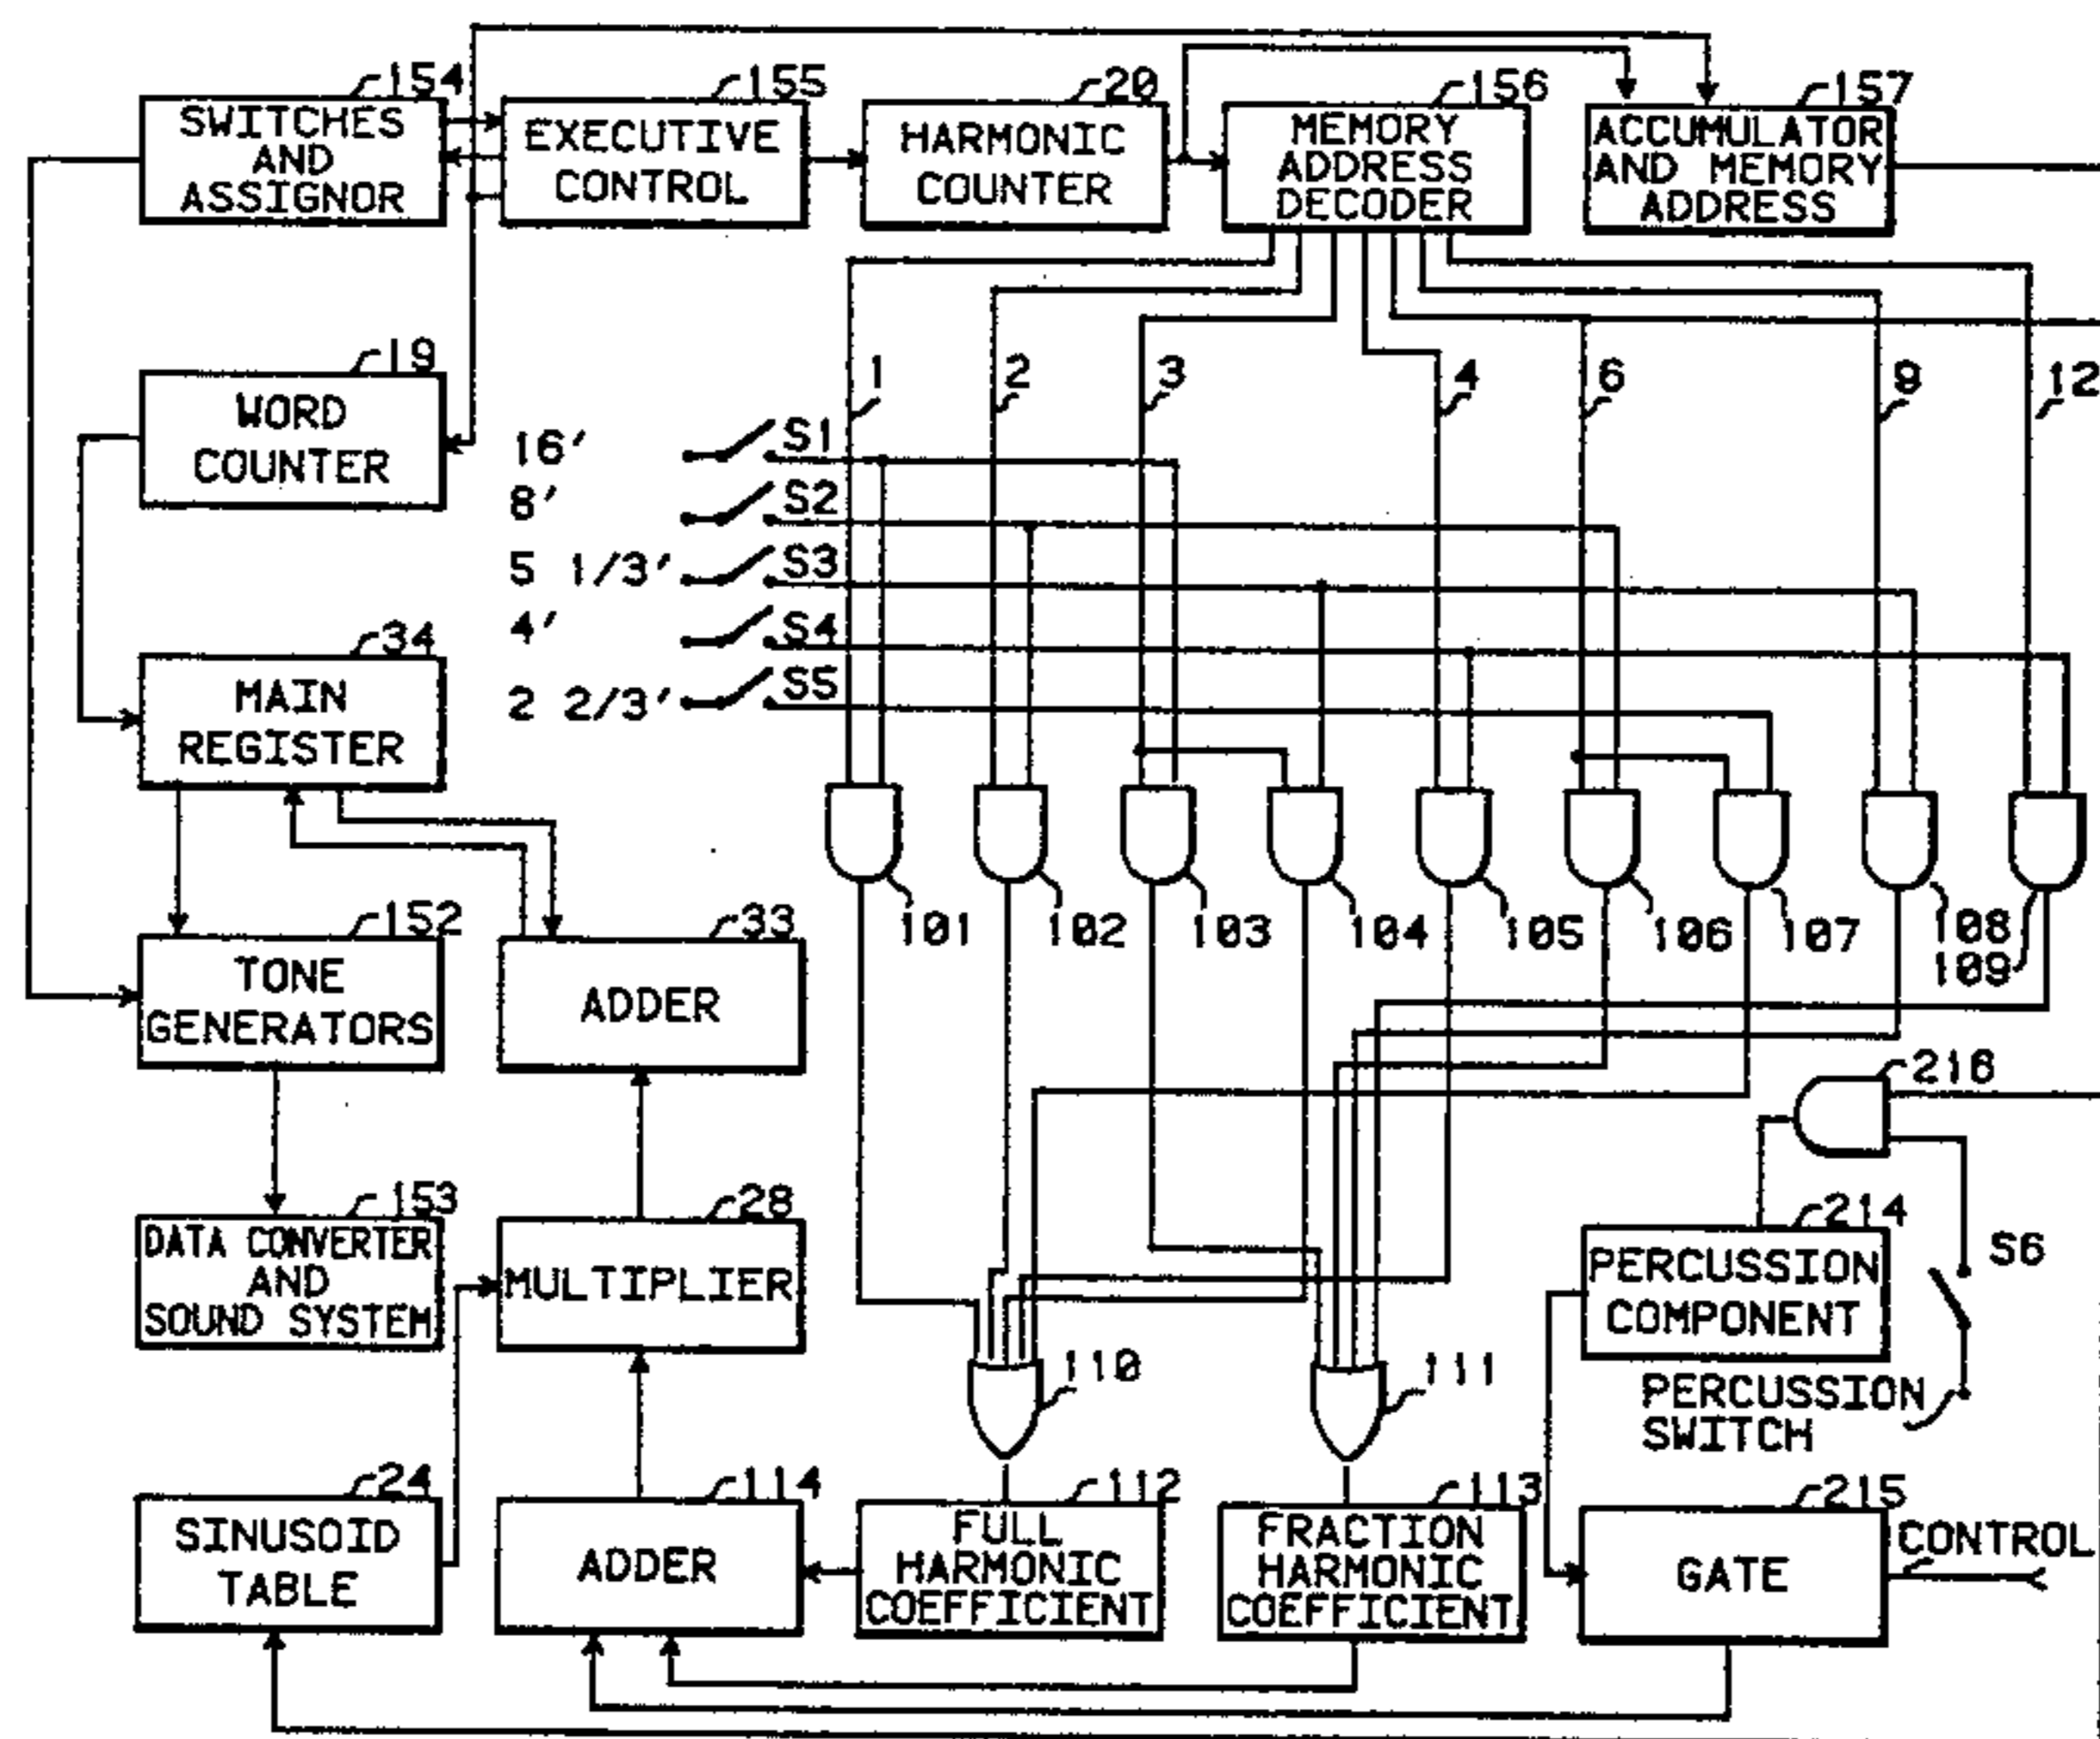 154
SWITCHES
AND
ASSIGNOR
155
EXECUTIVE
CONTROL
20
HARMONIC
COUNTER
156
MEMORY
ADDRESS
DECODER
157
ACCUMULATOR
AND MEMORY
ADDRESS
19
WORD
COUNTER
1
2
3
4
6
9
12
16' S1
8' S2
5 1/3' S3
4' S4
2 2/3' S5
34
MAIN
REGISTER
101
102
103
104
105
106
107
108
109
152
TONE
GENERATORS
33
ADDER
216
153
DATA CONVERTER
AND
SOUND SYSTEM
28
MULTIPLIER
214
PERCUSSION
COMPONENT
S6
110
111
PERCUSSION
SWITCH
24
SINUSOID
TABLE
114
ADDER
112
FULL
HARMONIC
COEFFICIENT
113
FRACTION
HARMONIC
COEFFICIENT
215
GATE
CONTROL